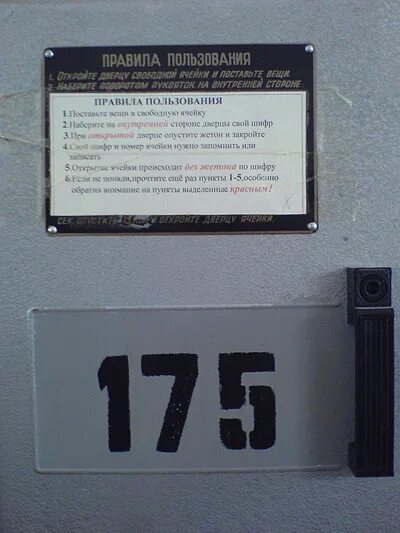 ПРАВИЛА ПОЛЬЗОВАНИЯ
1. ОТКРОЙТЕ ДВЕРЦУ СВОБОДНОЙ ЯЧЕЙКИ И ПОСТАВЬТЕ ВЕЩИ.
2. НАБЕРИТЕ ПОВОРОТОМ РУКОЯТОК НА ВНУТРЕННЕЙ СТОРОНЕ
ПРАВИЛА ПОЛЬЗОВАНИЯ
1.Поставьте вещи в свободную ячейку
2.Наберите на внутренней стороне дверцы свой шифр
3.При открытой дверце опустите жетон и закройте
4.Свой шифр и номер ячейки нужно запомнить или
записать
5.Открытие ячейки происходит без жетона по шифру
6.Если не поняли,прочтите ещё раз пункты 1-5,особенно
обратив внимание на пункты выделенные красным!
СЕК. ОПУСТИТЕ И ОТКРОЙТЕ ДВЕРЦУ ЯЧЕЙКИ.
175